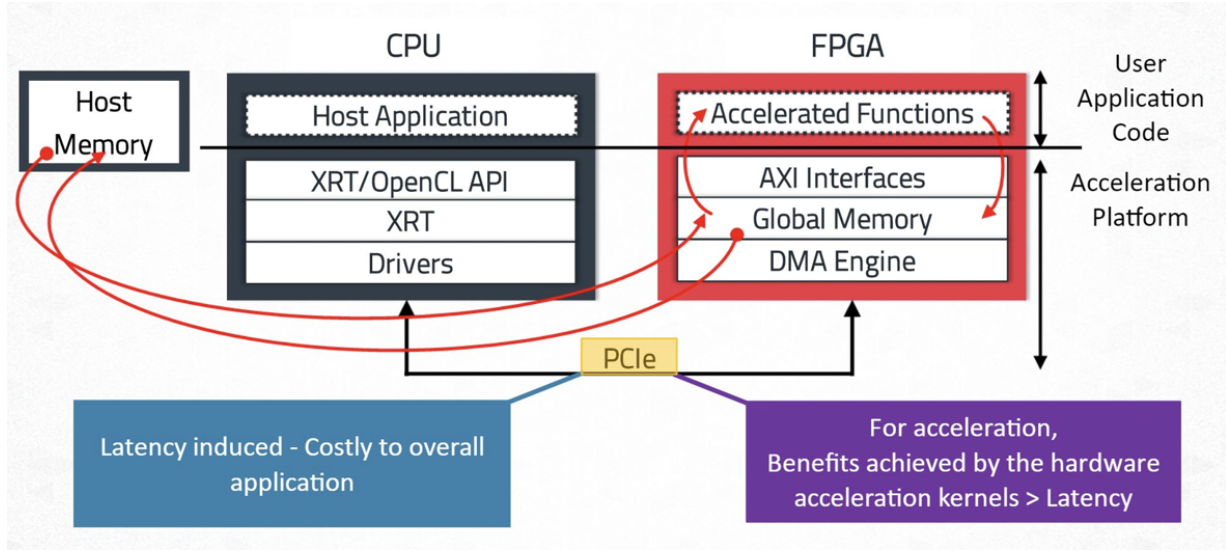 CPU
FPGA
Host
Memory
Host Application
XRT/OpenCL API
XRT
Drivers
Accelerated Functions
AXI Interfaces
Global Memory
DMA Engine
User
Application
Code
Acceleration
Platform
PCIe
Latency induced - Costly to overall
application
For acceleration,
Benefits achieved by the hardware
acceleration kernels > Latency